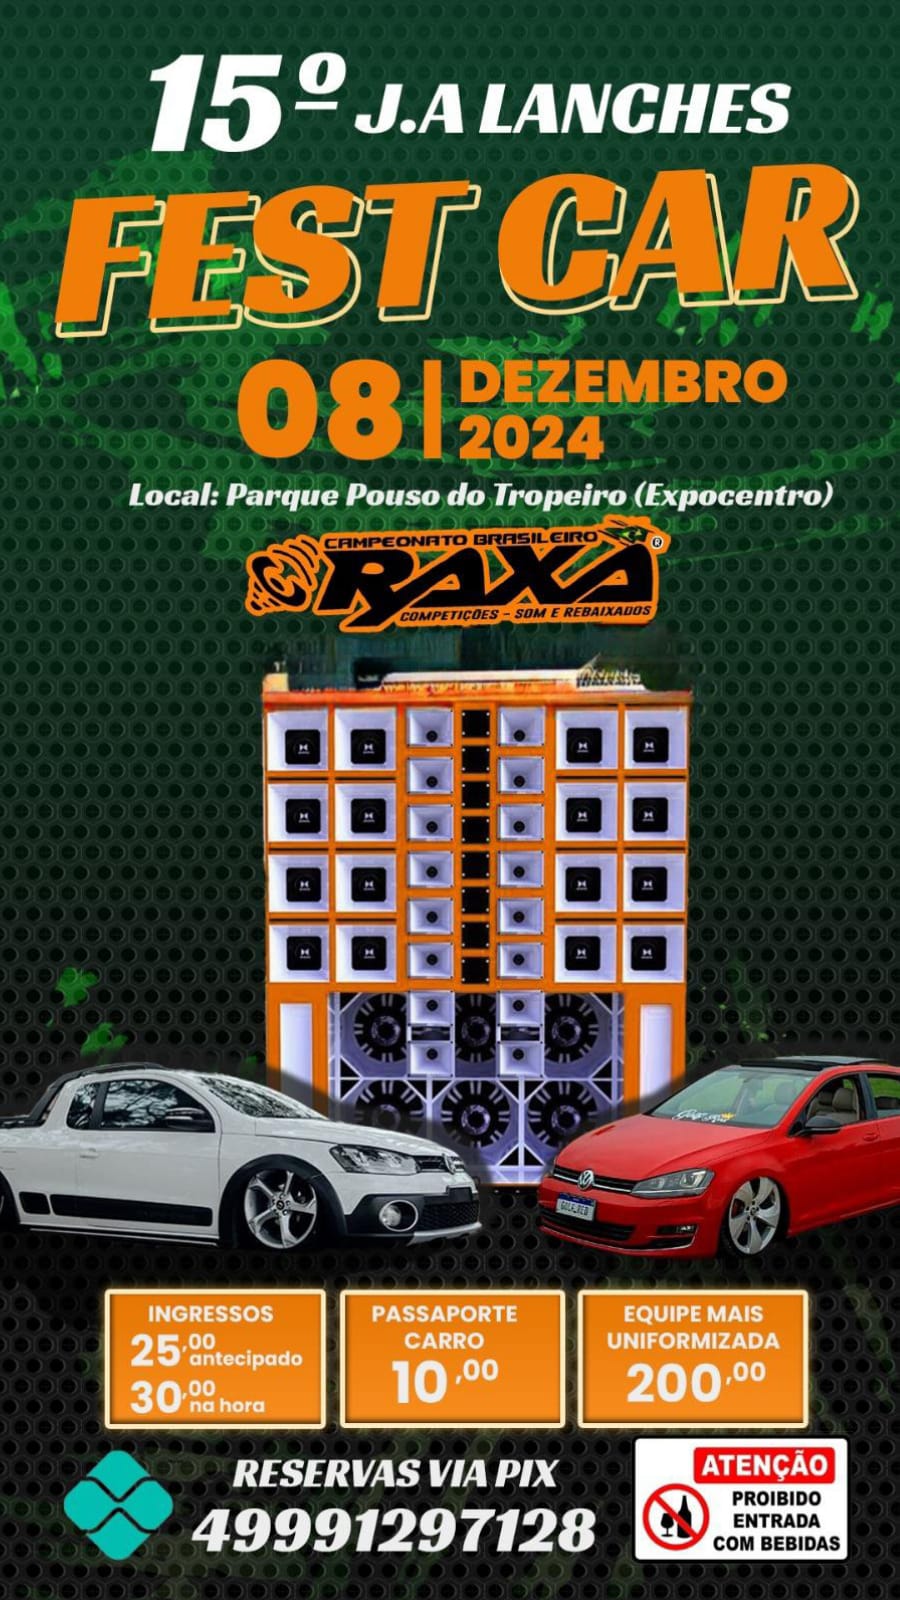 15º J.A LANCHES
FEST CAR
08 | DEZEMBRO
2024
Local: Parque Pouso do Tropeiro (Expocentro)
CAMPEONATO BRASILEIRO
RAXA ®
COMPETIÇÕES - SOM E REBAIXADOS
INGRESSOS
25,00 antecipado
30,00 na hora
PASSAPORTE
CARRO
10,00
EQUIPE MAIS
UNIFORMIZADA
200,00
RESERVAS VIA PIX
49991297128
ATENÇÃO
PROIBIDO
ENTRADA
COM BEBIDAS